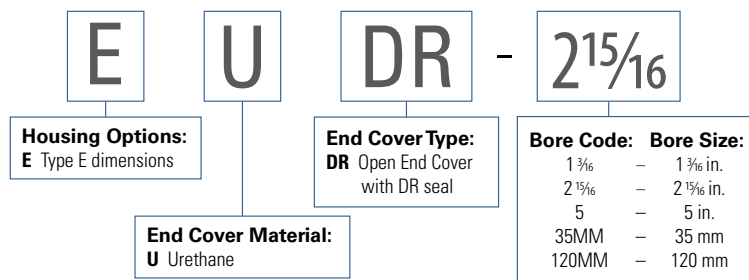 E U DR - 2 15/16
Housing Options:
E Type E dimensions
End Cover Material:
U Urethane
End Cover Type:
DR Open End Cover
with DR seal
Bore Code: Bore Size:
1 3/16 – 1 3/16 in.
2 15/16 – 2 15/16 in.
5 – 5 in.
35MM – 35 mm
120MM – 120 mm